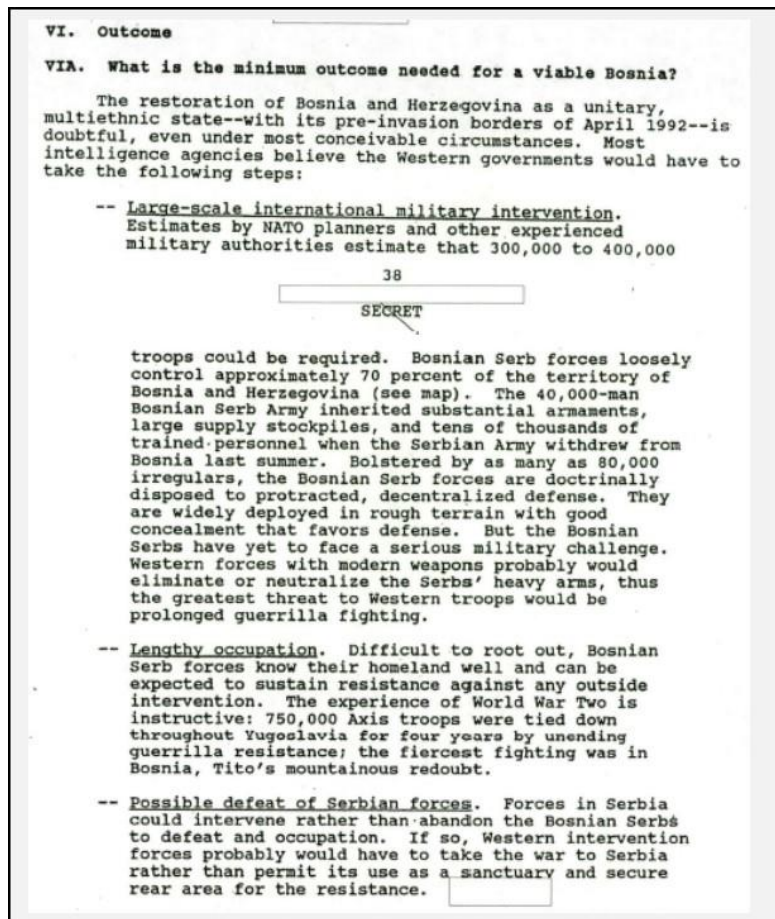 VI. Outcome
VIA. What is the minimum outcome needed for a viable Bosnia?
The restoration of Bosnia and Herzegovina as a unitary,
multiethnic state--with its pre-invasion borders of April 1992--is
doubtful, even under most conceivable circumstances. Most
intelligence agencies believe the Western governments would have to
take the following steps:
-- Large-scale international military intervention.
Estimates by NATO planners and other experienced
military authorities estimate that 300,000 to 400,000
38
SECRET
troops could be required. Bosnian Serb forces loosely
control approximately 70 percent of the territory of
Bosnia and Herzegovina (see map). The 40,000-man
Bosnian Serb Army inherited substantial armaments,
large supply stockpiles, and tens of thousands of
trained personnel when the Serbian Army withdrew from
Bosnia last summer. Bolstered by as many as 80,000
irregulars, the Bosnian Serb forces are doctrinally
disposed to protracted, decentralized defense. They
are widely deployed in rough terrain with good
concealment that favors defense. But the Bosnian
Serbs have yet to face a serious military challenge.
Western forces with modern weapons probably would
eliminate or neutralize the Serbs' heavy arms, thus
the greatest threat to Western troops would be
prolonged guerrilla fighting.
-- Lengthy occupation. Difficult to root out, Bosnian
Serb forces know their homeland well and can be
expected to sustain resistance against any outside
intervention. The experience of World War Two is
instructive: 750,000 Axis troops were tied down
throughout Yugoslavia for four years by unending
guerrilla resistance; the fiercest fighting was in
Bosnia, Tito's mountainous redoubt.
-- Possible defeat of Serbian forces. Forces in Serbia
could intervene rather than abandon the Bosnian Serbs
to defeat and occupation. If so, Western intervention
forces probably would have to take the war to Serbia
rather than permit its use as a sanctuary and secure
rear area for the resistance.